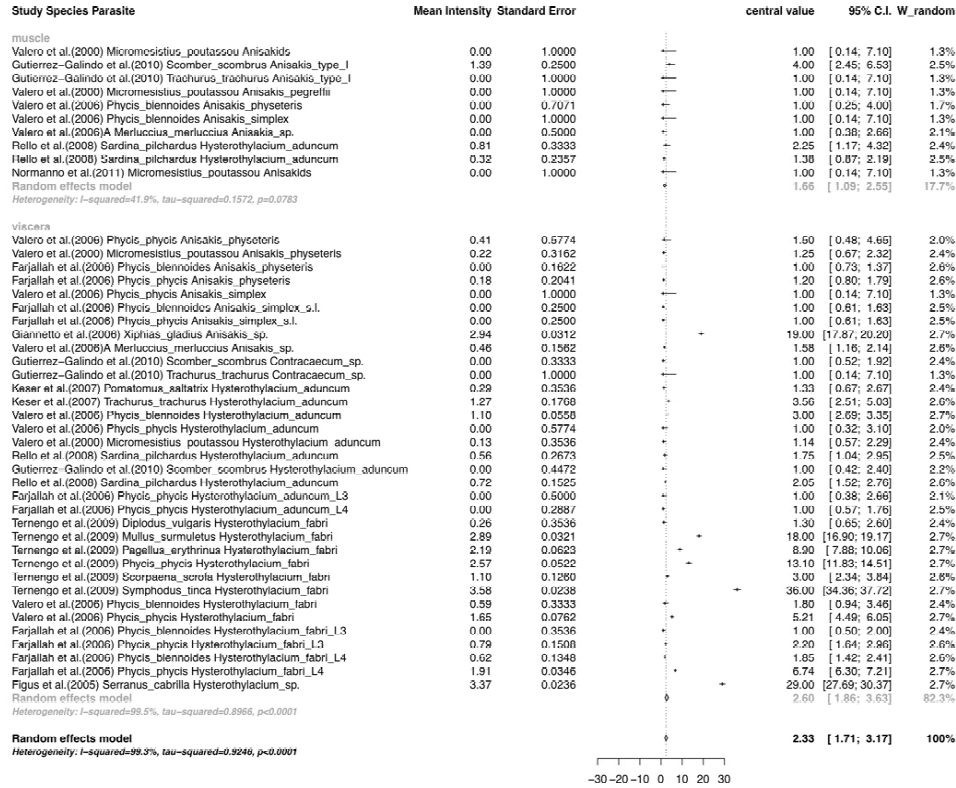 Study Species Parasite Mean Intensity Standard Error central value 95% C.I. W_random
muscle
Valero et al.(2000) Micromesistius_poutassou Anisakids 0.00 1.0000 1.00 [ 0.14; 7.10] 1.3%
Gutierrez-Galindo et al.(2010) Scomber_scombrus Anisakis_type_I 1.39 0.2500 4.00 [ 2.45; 6.53] 2.5%
Gutierrez-Galindo et al.(2010) Trachurus_trachurus Anisakis_type_I 0.00 1.0000 1.00 [ 0.14; 7.10] 1.3%
Valero et al.(2000) Micromesistius_poutassou Anisakis_pegreffii 0.00 1.0000 1.00 [ 0.14; 7.10] 1.3%
Valero et al.(2006) Phycis_blennoides Anisakis_physeteris 0.00 0.7071 1.00 [ 0.25; 4.00] 1.7%
Valero et al.(2006) Phycis_blennoides Anisakis_simplex 0.00 1.0000 1.00 [ 0.14; 7.10] 1.3%
Valero et al.(2006)A Merluccius_merluccius Anisakis_sp. 0.00 0.5000 1.00 [ 0.38; 2.66] 2.1%
Rello et al.(2008) Sardina_pilchardus Hysterothylacium_aduncum 0.81 0.3333 2.25 [ 1.17; 4.32] 2.4%
Rello et al.(2008) Sardina_pilchardus Hysterothylacium_aduncum 0.32 0.2357 1.38 [ 0.87; 2.19] 2.5%
Normanno et al.(2011) Micromesistius_poutassou Anisakids 0.00 1.0000 1.00 [ 0.14; 7.10] 1.3%
Random effects model 1.66 [ 1.09; 2.55] 17.7%
Heterogeneity: I-squared=41.9%, tau-squared=0.1572, p=0.0783
viscera
Valero et al.(2006) Phycis_phycis Anisakis_physeteris 0.41 0.5774 1.50 [ 0.48; 4.65] 2.0%
Valero et al.(2000) Micromesistius_poutassou Anisakis_physeteris 0.22 0.3162 1.25 [ 0.67; 2.32] 2.4%
Farjallah et al.(2006) Phycis_blennoides Anisakis_physeteris 0.00 0.1622 1.00 [ 0.73; 1.37] 2.6%
Farjallah et al.(2006) Phycis_phycis Anisakis_physeteris 0.18 0.2041 1.20 [ 0.80; 1.79] 2.6%
Valero et al.(2006) Phycis_phycis Anisakis_simplex 0.00 1.0000 1.00 [ 0.14; 7.10] 1.3%
Farjallah et al.(2006) Phycis_blennoides Anisakis_simplex_s.l. 0.00 0.2500 1.00 [ 0.61; 1.63] 2.5%
Farjallah et al.(2006) Phycis_phycis Anisakis_simplex_s.l. 0.00 0.2500 1.00 [ 0.61; 1.63] 2.5%
Giannetto et al.(2006) Xiphias_gladius Anisakis_sp. 2.94 0.0312 19.00 [17.87; 20.20] 2.7%
Valero et al.(2006)A Merluccius_merluccius Anisakis_sp. 0.46 0.1562 1.58 [ 1.16; 2.14] 2.6%
Gutierrez-Galindo et al.(2010) Scomber_scombrus Contracaecum_sp. 0.00 0.3333 1.00 [ 0.52; 1.92] 2.4%
Gutierrez-Galindo et al.(2010) Trachurus_trachurus Contracaecum_sp. 0.00 1.0000 1.00 [ 0.14; 7.10] 1.3%
Keser et al.(2007) Pomatomus_saltatrix Hysterothylacium_aduncum 0.29 0.3536 1.33 [ 0.67; 2.67] 2.4%
Keser et al.(2007) Trachurus_trachurus Hysterothylacium_aduncum 1.27 0.1768 3.56 [ 2.51; 5.03] 2.6%
Valero et al.(2006) Phycis_blennoides Hysterothylacium_aduncum 1.10 0.0558 3.00 [ 2.69; 3.35] 2.7%
Valero et al.(2006) Phycis_phycis Hysterothylacium_aduncum 0.00 0.5774 1.00 [ 0.32; 3.10] 2.0%
Valero et al.(2000) Micromesistius_poutassou Hysterothylacium_aduncum 0.13 0.3536 1.14 [ 0.57; 2.29] 2.4%
Rello et al.(2008) Sardina_pilchardus Hysterothylacium_aduncum 0.56 0.2673 1.75 [ 1.04; 2.95] 2.5%
Gutierrez-Galindo et al.(2010) Scomber_scombrus Hysterothylacium_aduncum 0.00 0.4472 1.00 [ 0.42; 2.40] 2.2%
Rello et al.(2008) Sardina_pilchardus Hysterothylacium_aduncum 0.72 0.1525 2.05 [ 1.52; 2.76] 2.6%
Farjallah et al.(2006) Phycis_phycis Hysterothylacium_aduncum_L3 0.00 0.5000 1.00 [ 0.38; 2.66] 2.1%
Farjallah et al.(2006) Phycis_phycis Hysterothylacium_aduncum_L4 0.00 0.2887 1.00 [ 0.57; 1.76] 2.5%
Ternengo et al.(2009) Diplodus_vulgaris Hysterothylacium_fabri 0.26 0.3536 1.30 [ 0.65; 2.60] 2.4%
Ternengo et al.(2009) Mullus_surmuletus Hysterothylacium_fabri 2.89 0.0321 18.00 [16.90; 19.17] 2.7%
Ternengo et al.(2009) Pagellus_erythrinus Hysterothylacium_fabri 2.19 0.0623 8.90 [ 7.88; 10.06] 2.7%
Ternengo et al.(2009) Phycis_phycis Hysterothylacium_fabri 2.57 0.0522 13.10 [11.83; 14.51] 2.7%
Ternengo et al.(2009) Scorpaena_scrofa Hysterothylacium_fabri 1.10 0.1260 3.00 [ 2.34; 3.84] 2.6%
Ternengo et al.(2009) Symphodus_tinca Hysterothylacium_fabri 3.58 0.0238 36.00 [34.36; 37.72] 2.7%
Valero et al.(2006) Phycis_blennoides Hysterothylacium_fabri 0.59 0.3333 1.80 [ 0.94; 3.46] 2.4%
Valero et al.(2006) Phycis_phycis Hysterothylacium_fabri 1.65 0.0762 5.21 [ 4.49; 6.05] 2.7%
Farjallah et al.(2006) Phycis_blennoides Hysterothylacium_fabri_L3 0.00 0.3536 1.00 [ 0.50; 2.00] 2.4%
Farjallah et al.(2006) Phycis_phycis Hysterothylacium_fabri_L3 0.79 0.1508 2.20 [ 1.64; 2.96] 2.6%
Farjallah et al.(2006) Phycis_blennoides Hysterothylacium_fabri_L4 0.62 0.1348 1.85 [ 1.42; 2.41] 2.6%
Farjallah et al.(2006) Phycis_phycis Hysterothylacium_fabri_L4 1.91 0.0346 6.74 [ 6.30; 7.21] 2.7%
Figus et al.(2005) Serranus_cabrilla Hysterothylacium_sp. 3.37 0.0236 29.00 [27.69; 30.37] 2.7%
Random effects model 2.60 [ 1.86; 3.63] 82.3%
Heterogeneity: I-squared=99.5%, tau-squared=0.8966, p<0.0001
Random effects model 2.33 [ 1.71; 3.17] 100%
Heterogeneity: I-squared=99.3%, tau-squared=0.9246, p<0.0001
-30 -20 -10 0 10 20 30